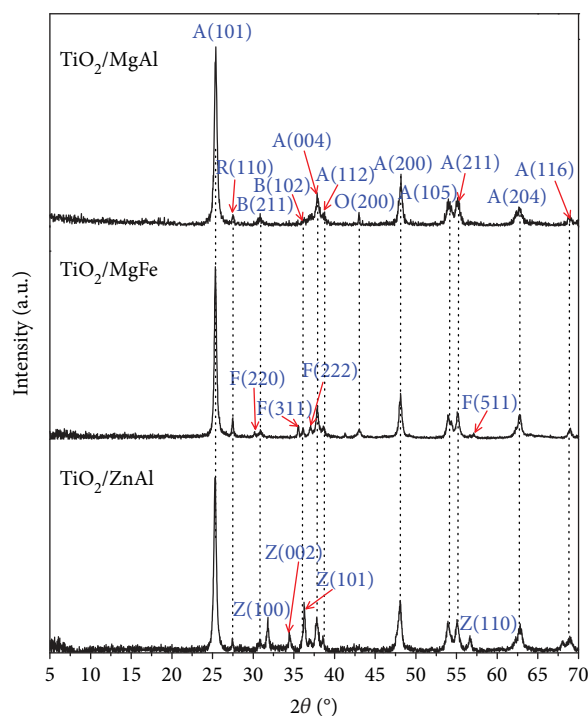 A(101)
TiO₂/MgAl
A(004)
R(110)
A(112)
A(200)
A(211)
A(116)
B(102)
B(211)
O(200)
A(105)
A(204)
TiO₂/MgFe
F(220)
F(222)
F(311)
F(511)
TiO₂/ZnAl
Z(002)
Z(101)
Z(100)
Z(110)
Intensity (a.u.)
5 10 15 20 25 30 35 40 45 50 55 60 65 70
2θ (°)